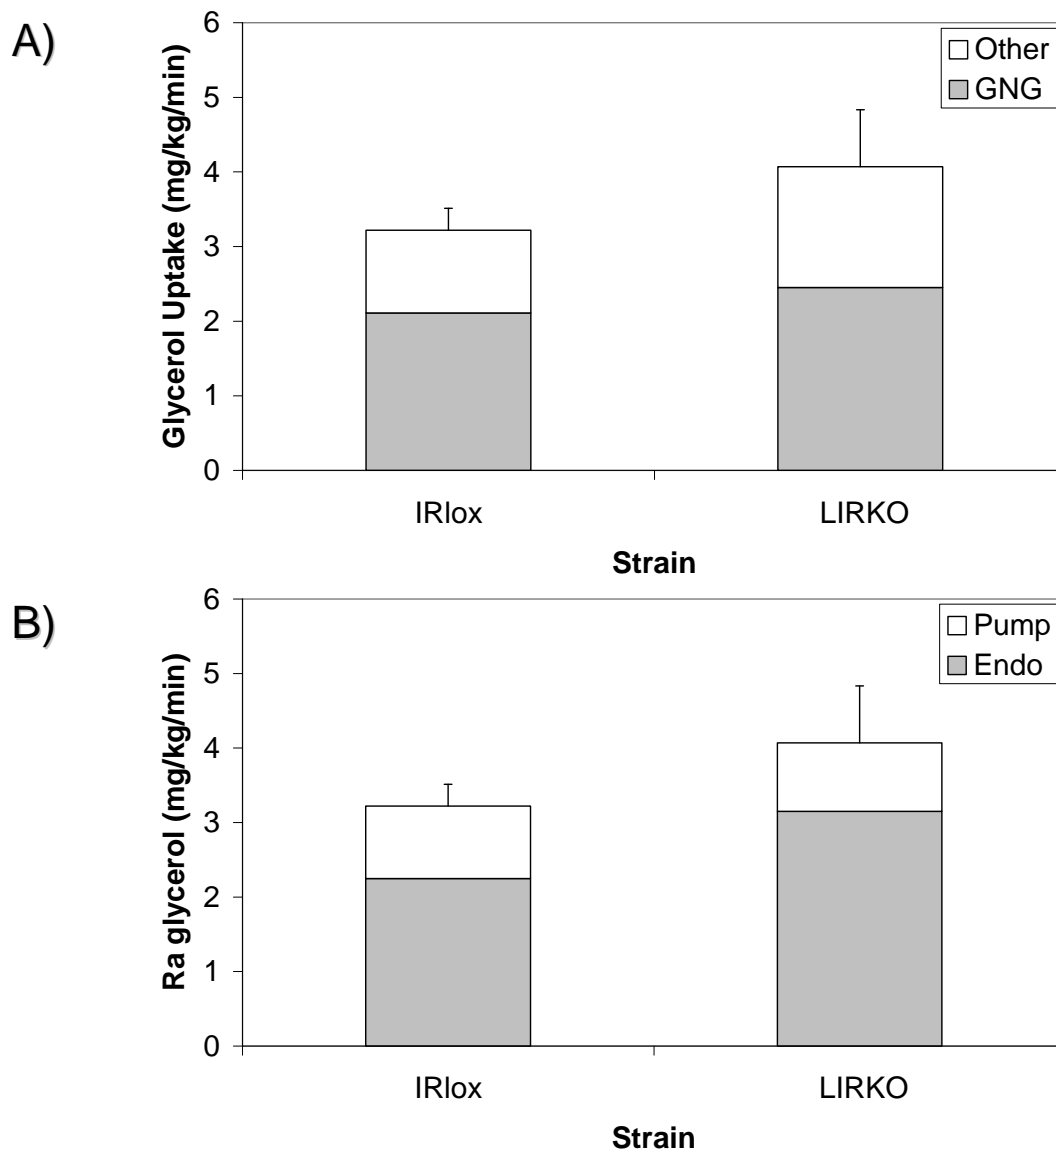 A)
Glycerol Uptake (mg/kg/min)
6
5
4
3
2
1
0
Other
GNG
IRlox
LIRKO
Strain
B)
Ra glycerol (mg/kg/min)
6
5
4
3
2
1
0
Pump
Endo
IRlox
LIRKO
Strain